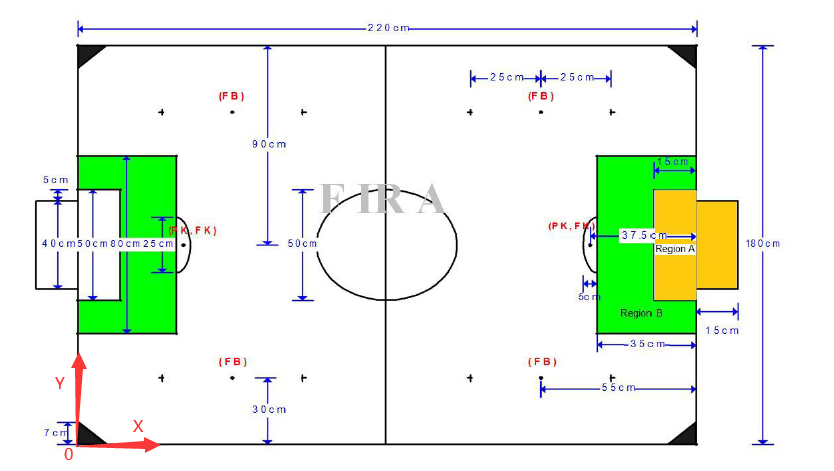 220cm
25cm 25cm
(FB) (FB)
90cm
15cm
5cm
FIRA
(PK,FK) (PK,FK)
37.5cm
40cm 50cm 80cm 25cm 50cm 180cm
Region A
5cm
Region B
15cm
35cm
(FB) (FB)
Y
55cm
30cm
X
7cm
0